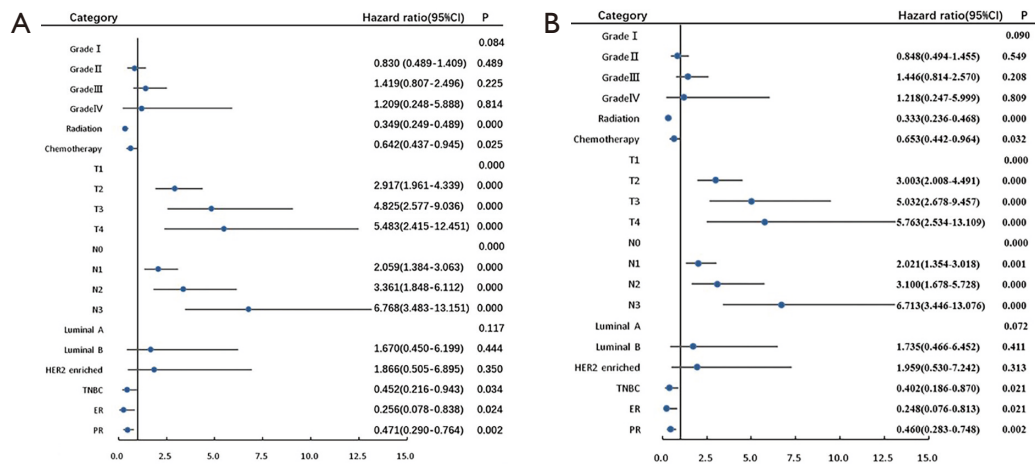 A
Category Hazard ratio(95%CI) P
Grade Ⅰ 0.084
GradeⅡ 0.830 (0.489-1.409) 0.489
GradeⅢ 1.419(0.807-2.496) 0.225
GradeⅣ 1.209(0.248-5.888) 0.814
Radiation 0.349(0.249-0.489) 0.000
Chemotherapy 0.642(0.437-0.945) 0.025
T1 0.000
T2 2.917(1.961-4.339) 0.000
T3 4.825(2.577-9.036) 0.000
T4 5.483(2.415-12.451) 0.000
N0 0.000
N1 2.059(1.384-3.063) 0.000
N2 3.361(1.848-6.112) 0.000
N3 6.768(3.483-13.151) 0.000
Luminal A 0.117
Luminal B 1.670(0.450-6.199) 0.444
HER2 enriched 1.866(0.505-6.895) 0.350
TNBC 0.452(0.216-0.943) 0.034
ER 0.256(0.078-0.838) 0.024
PR 0.471(0.290-0.764) 0.002
0.0 2.5 5.0 7.5 10.0 12.5 15.0
B
Category Hazard ratio(95%CI) P
Grade Ⅰ 0.090
GradeⅡ 0.848(0.494-1.455) 0.549
GradeⅢ 1.446(0.814-2.570) 0.208
GradeⅣ 1.218(0.247-5.999) 0.809
Radiation 0.333(0.236-0.468) 0.000
Chemotherapy 0.653(0.442-0.964) 0.032
T1 0.000
T2 3.003(2.008-4.491) 0.000
T3 5.032(2.678-9.457) 0.000
T4 5.763(2.534-13.109) 0.000
N0 0.000
N1 2.021(1.354-3.018) 0.001
N2 3.100(1.678-5.728) 0.000
N3 6.713(3.446-13.076) 0.000
Luminal A 0.072
Luminal B 1.735(0.466-6.452) 0.411
HER2 enriched 1.959(0.530-7.242) 0.313
TNBC 0.402(0.186-0.870) 0.021
ER 0.248(0.076-0.813) 0.021
PR 0.460(0.283-0.748) 0.002
0.0 2.5 5.0 7.5 10.0 12.5 15.0